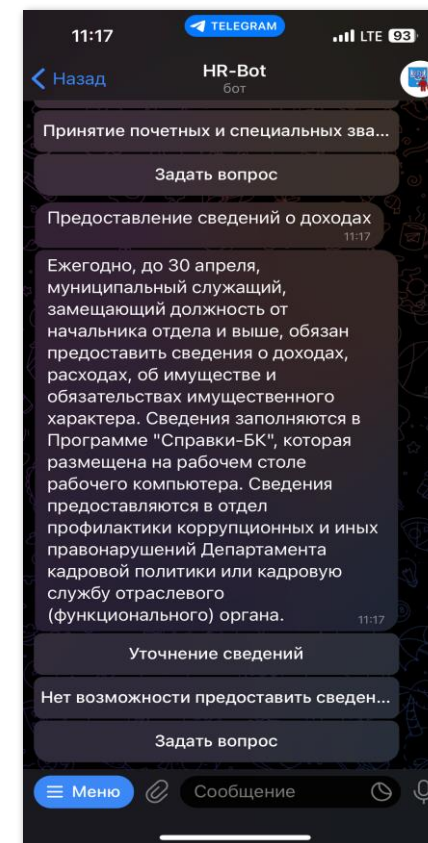 11:17
TELEGRAM
LTE 93
Назад
HR-Bot
бот
Принятие почетных и специальных зва...
Задать вопрос
Предоставление сведений о доходах
11:17
Ежегодно, до 30 апреля,
муниципальный служащий,
замещающий должность от
начальника отдела и выше, обязан
предоставить сведения о доходах,
расходах, об имуществе и
обязательствах имущественного
характера. Сведения заполняются в
Программе "Справки-БК", которая
размещена на рабочем столе
рабочего компьютера. Сведения
предоставляются в отдел
профилактики коррупционных и иных
правонарушений Департамента
кадровой политики или кадровую
службу отраслевого
(функционального) органа.
11:17
Уточнение сведений
Нет возможности предоставить сведен...
Задать вопрос
Меню
Сообщение